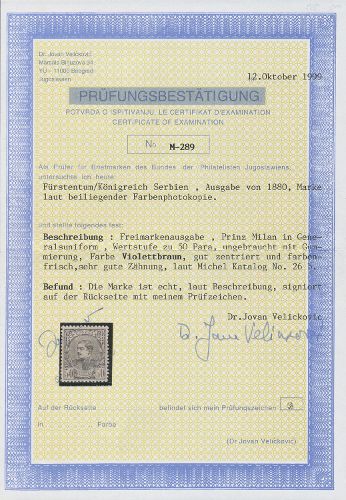 Dr. Jovan Veličković
Maršala Birjuzova 34
YU - 11000 Beograd
Jugoslawien
12.Oktober 1999
PRÜFUNGSBESTÄTIGUNG
POTVRDA O ISPITIVANJU, LE CERTIFIKAT D'EXAMINATION
CERTIFICATE OF EXAMINATION
No M-289
Als Prüfer für Briefmarken des Bundes der Philatelisten Jugoslawiens,
untersuchte ich heute:
Fürstentum/Königreich Serbien , Ausgabe von 1880, Marke
laut beiliegender Farbenphotokopie.
und stellte folgendes fest:
Beschreibung : Freimarkenausgabe , Prinz Milan in Gene-
ralsuniform , Wertstufe zu 50 Para, ungebraucht mit Gum-
mierung, Farbe Violettbraun, gut zentriert und farben-
frisch,sehr gute Zähnung, laut Michel Katalog No. 26
Befund : Die Marke ist echt, laut Beschreibung, signiert
auf der Rückseite mit meinem Prüfzeichen.
Dr.Jovan Velickovic
Auf der Rückseite befindet sich mein Prüfungszeichen
in Farbe
(Dr Jovan Veličković)